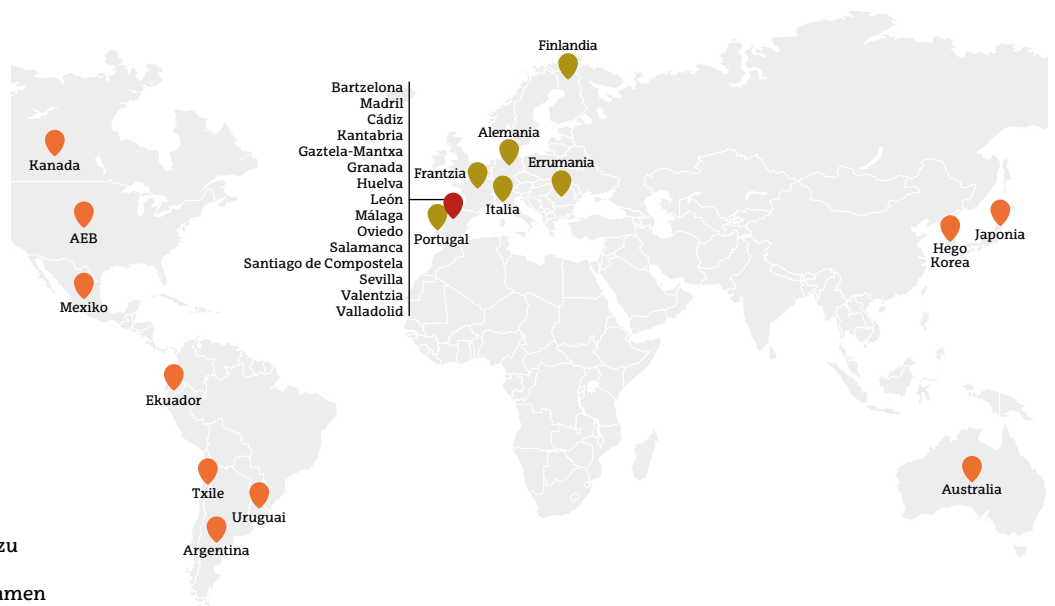 Finlandia
Bartzelona
Madril
Cádiz
Kantabria
Gaztela-Mantxa
Granada
Huelva
León
Málaga
Oviedo
Salamanca
Santiago de Compostela
Sevilla
Valentzia
Valladolid
Alemania
Errumania
Frantzia
Italia
Portugal
Kanada
AEB
Mexiko
Hego
Korea
Japonia
Ekuador
Txile
Uruguai
Argentina
Australia
zu
men